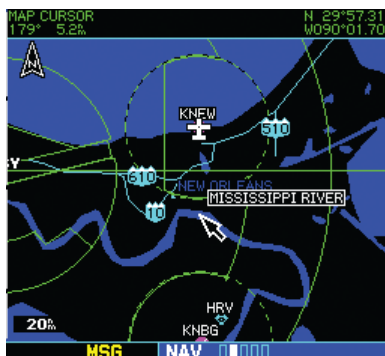 MAP CURSOR
179° 5.2nm
N 29°57.31
W090°01.70
N
KNEW
510
Y
610
NEW ORLEANS
MISSISSIPPI RIVER
10
HRV
KNBG
20nm
MSG NAV